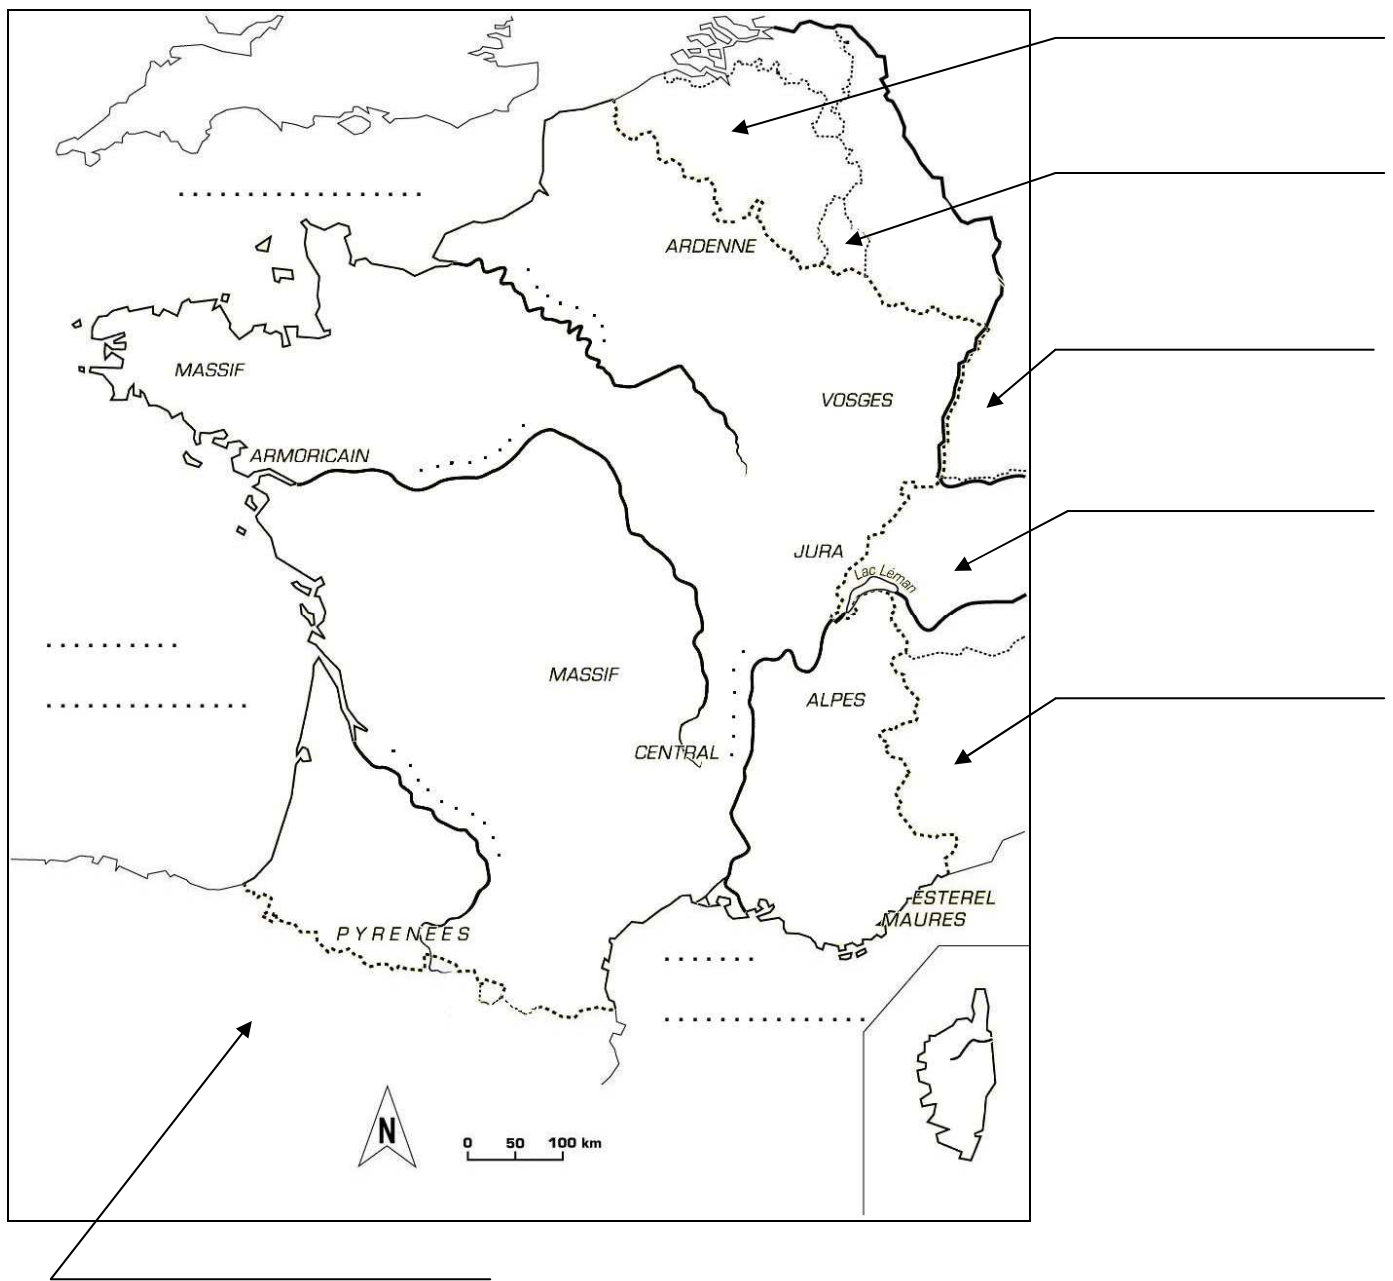 ARDENNE
MASSIF
VOSGES
ARMORICAIN
JURA
Lac Léman
MASSIF
ALPES
CENTRAL
ESTEREL
MAURES
PYRENEES
N
0 50 100 km